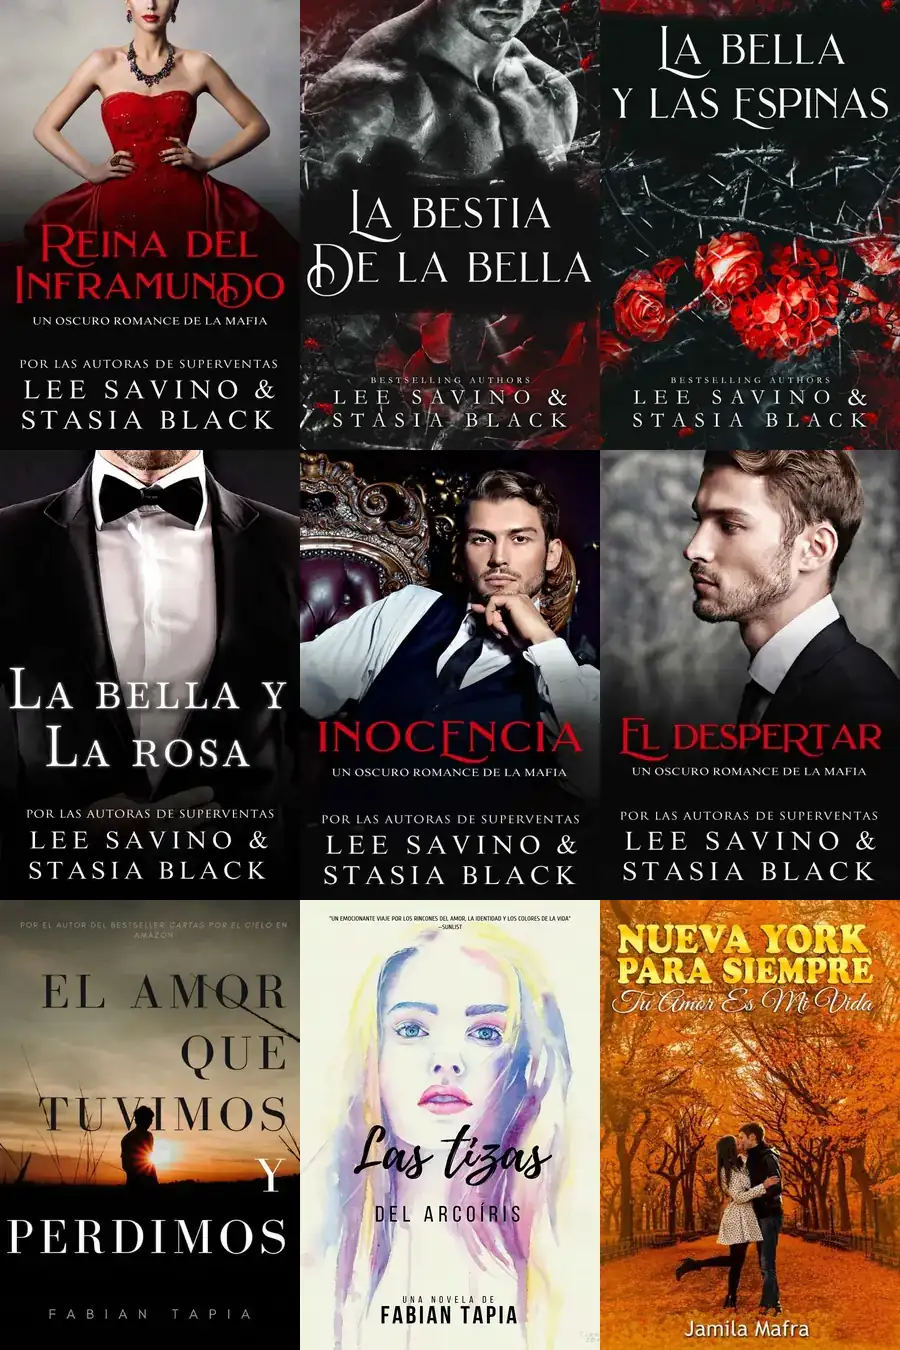 REINA DEL
INFRAMUNDO
UN OSCURO ROMANCE DE LA MAFIA
POR LAS AUTORAS DE SUPERVENTAS
LEE SAVINO &
STASIA BLACK
LA BESTIA
DE LA BELLA
BESTSELLING AUTHORS
LEE SAVINO &
STASIA BLACK
LA BELLA
Y LAS ESPINAS
BESTSELLING AUTHORS
LEE SAVINO &
STASIA BLACK
LA BELLA Y
LA ROSA
POR LAS AUTORAS DE SUPERVENTAS
LEE SAVINO &
STASIA BLACK
INOCENCIA
UN OSCURO ROMANCE DE LA MAFIA
POR LAS AUTORAS DE SUPERVENTAS
LEE SAVINO &
STASIA BLACK
EL DESPERTAR
UN OSCURO ROMANCE DE LA MAFIA
POR LAS AUTORAS DE SUPERVENTAS
LEE SAVINO &
STASIA BLACK
POR EL AUTOR DEL BESTSELLER CARTAS POR EL CIELO EN
AMAZON
EL AMOR
QUE
TUVIMOS
Y
PERDIMOS
FABIAN TAPIA
"UN EMOCIONANTE VIAJE POR LOS RINCONES DEL AMOR, LA IDENTIDAD Y LOS COLORES DE LA VIDA"
—SUNLIST
Las tizas
DEL ARCOÍRIS
UNA NOVELA DE
FABIAN TAPIA
NUEVA YORK
PARA SIEMPRE
Tu Amor Es Mi Vida
Jamila Mafra